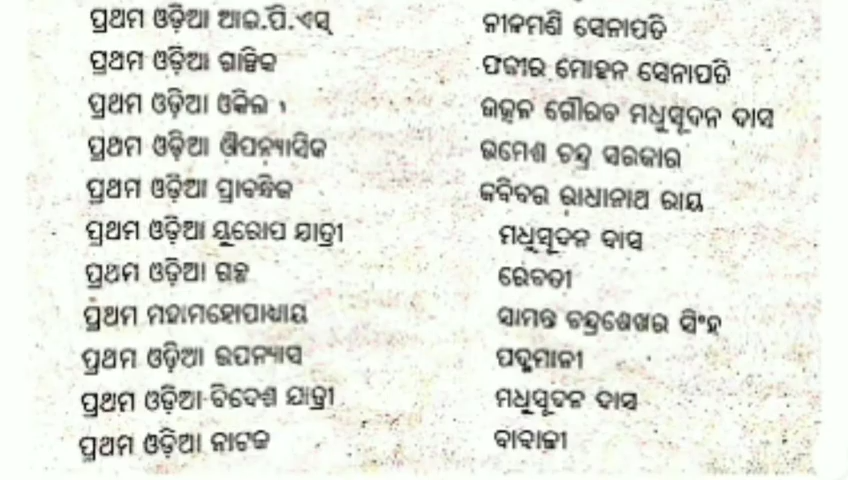 ପ୍ରଥମ ଓଡ଼ିଆ ଆଇ.ପି.ଏସ୍ ନୀଳମଣି ସେନାପତି
ପ୍ରଥମ ଓଡ଼ିଆ ଗାଳ୍ପିକ ଫକୀର ମୋହନ ସେନାପତି
ପ୍ରଥମ ଓଡ଼ିଆ ଓକିଲ ଉତ୍କଳ ଗୌରବ ମଧୁସୂଦନ ଦାସ
ପ୍ରଥମ ଓଡ଼ିଆ ଔପନ୍ୟାସିକ ଉମେଶ ଚନ୍ଦ୍ର ସରକାର
ପ୍ରଥମ ଓଡ଼ିଆ ପ୍ରାବନ୍ଧିକ କବିବର ରାଧାନାଥ ରାୟ
ପ୍ରଥମ ଓଡ଼ିଆ ୟୁରୋପ ଯାତ୍ରୀ ମଧୁସୂଦନ ଦାସ
ପ୍ରଥମ ଓଡ଼ିଆ ଗଳ୍ପ ରେବତୀ
ପ୍ରଥମ ମହାମହୋପାଧ୍ୟାୟ ସାମନ୍ତ ଚନ୍ଦ୍ରଶେଖର ସିଂହ
ପ୍ରଥମ ଓଡ଼ିଆ ଉପନ୍ୟାସ ପଦ୍ମମାଳୀ
ପ୍ରଥମ ଓଡ଼ିଆ ବିଦେଶ ଯାତ୍ରୀ ମଧୁସୂଦନ ଦାସ
ପ୍ରଥମ ଓଡ଼ିଆ ନାଟକ ବାବାଜୀ